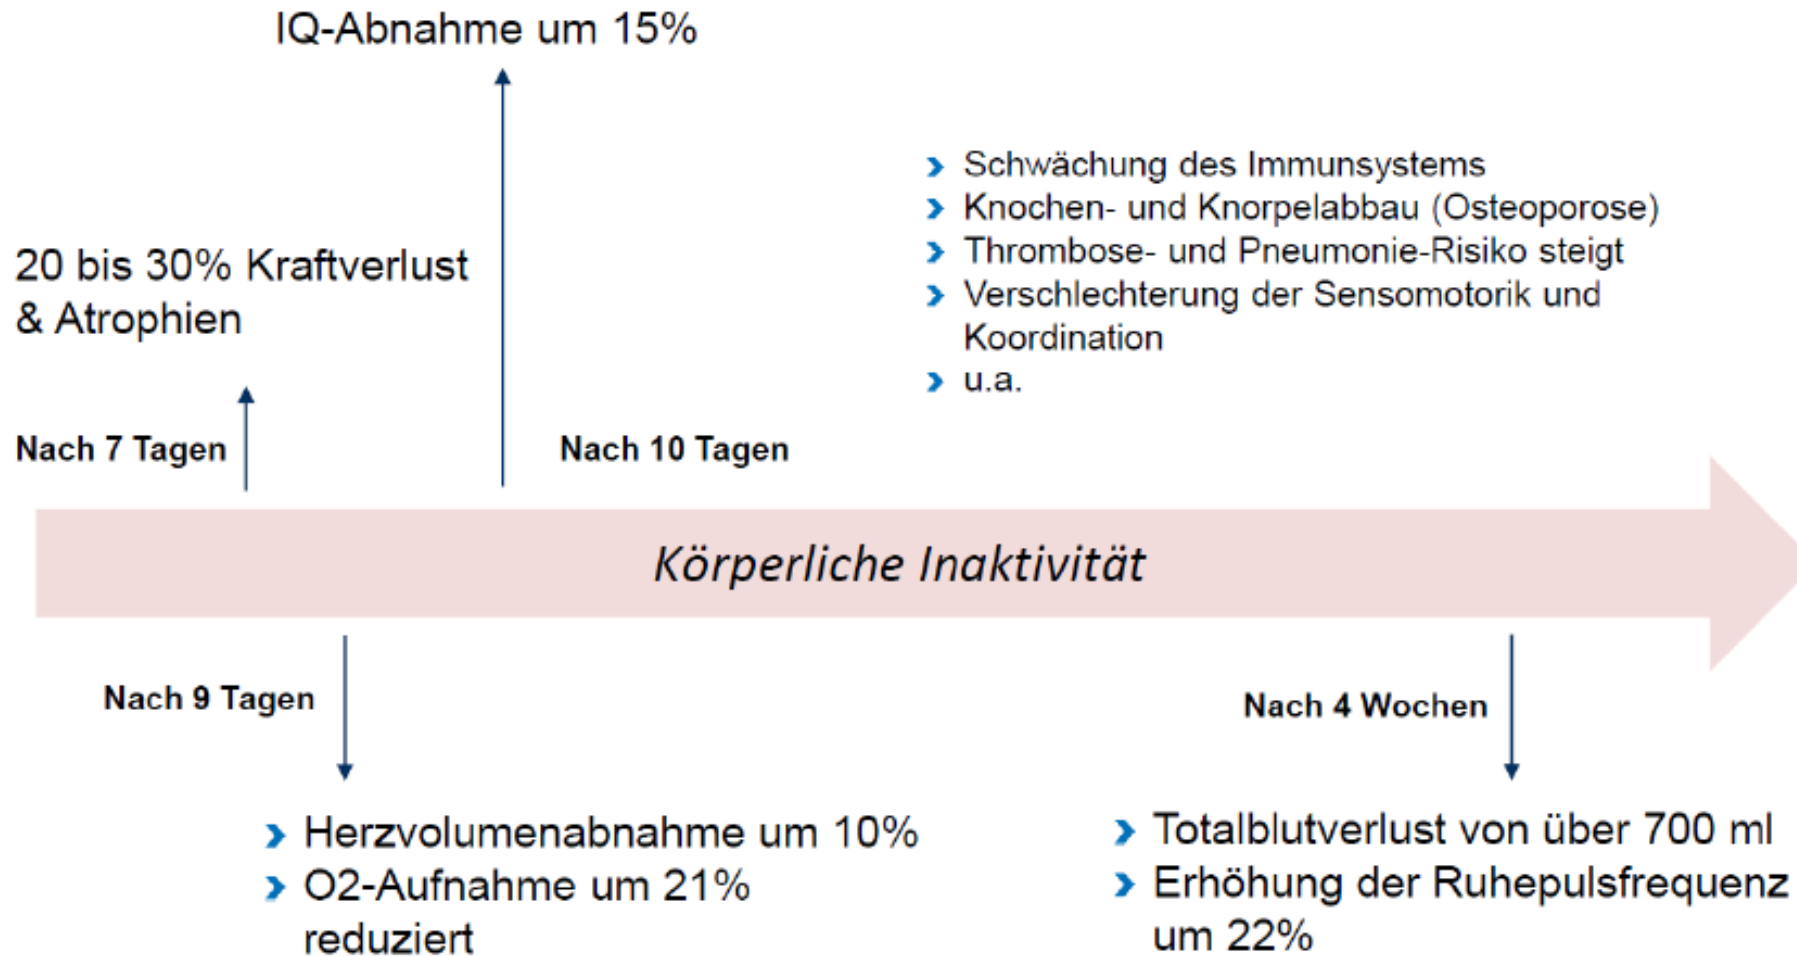 IQ-Abnahme um 15%
Schwächung des Immunsystems
Knochen- und Knorpelabbau (Osteoporose)
Thrombose- und Pneumonie-Risiko steigt
Verschlechterung der Sensomotorik und
Koordination
u.a.
20 bis 30% Kraftverlust
& Atrophien
Nach 7 Tagen
Nach 10 Tagen
Körperliche Inaktivität
Nach 9 Tagen
Nach 4 Wochen
Herzvolumenabnahme um 10%
O2-Aufnahme um 21%
reduziert
Totalblutverlust von über 700 ml
Erhöhung der Ruhepulsfrequenz
um 22%